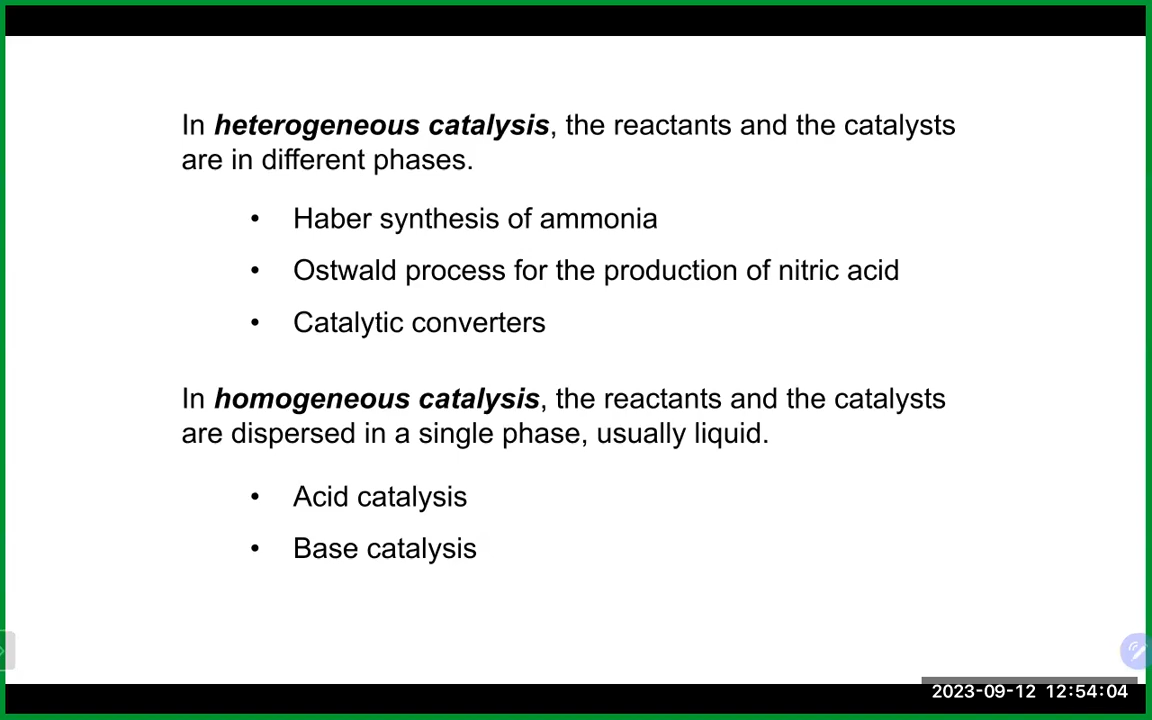 In heterogeneous catalysis, the reactants and the catalysts
are in different phases.
• Haber synthesis of ammonia
• Ostwald process for the production of nitric acid
• Catalytic converters
In homogeneous catalysis, the reactants and the catalysts
are dispersed in a single phase, usually liquid.
• Acid catalysis
• Base catalysis
2023-09-12 12:54:04